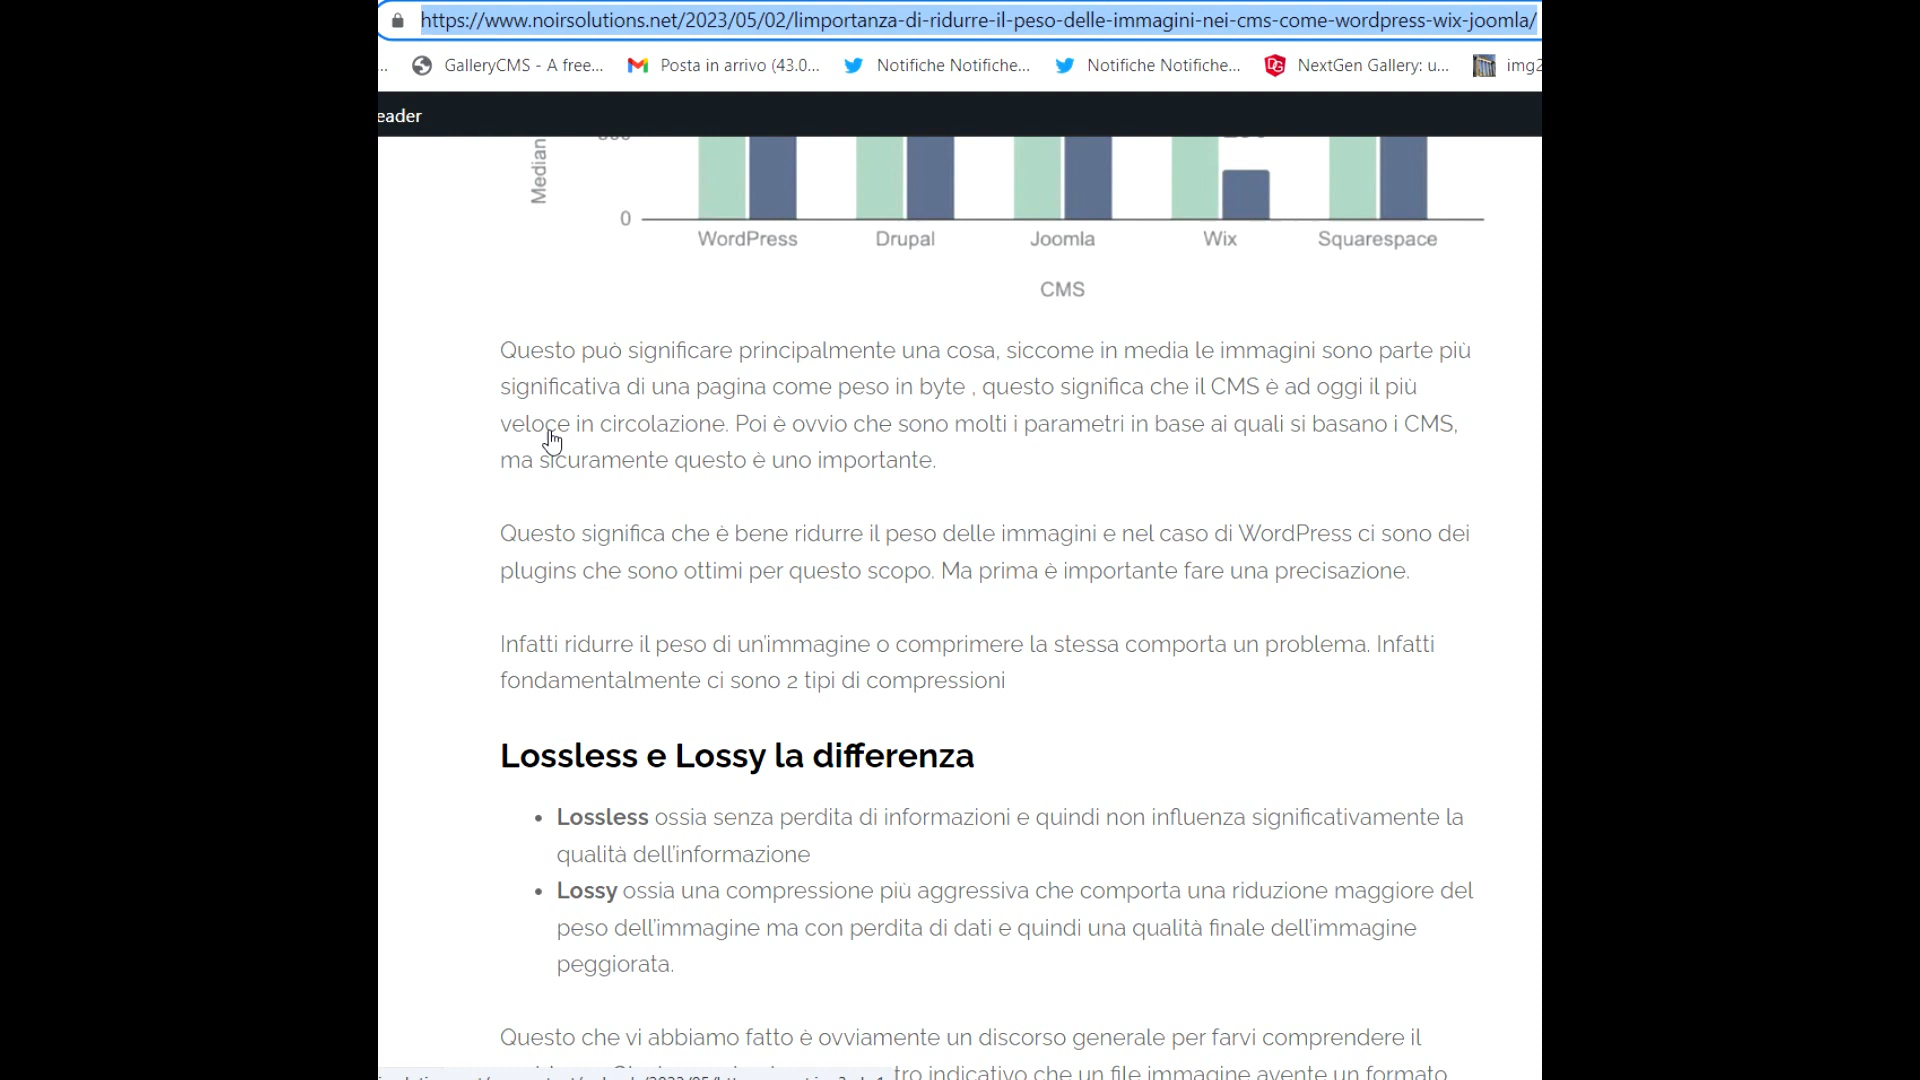 https://www.noirsolutions.net/2023/05/02/limportanza-di-ridurre-il-peso-delle-immagini-nei-cms-come-wordpress-wix-joomla/
GalleryCMS - A free... Posta in arrivo (43.0... Notifiche Notifiche... Notifiche Notifiche... NextGen Gallery: u... img2
eader
Median
0
WordPress Drupal Joomla Wix Squarespace
CMS
Questo può significare principalmente una cosa, siccome in media le immagini sono parte più
significativa di una pagina come peso in byte , questo significa che il CMS è ad oggi il più
veloce in circolazione. Poi è ovvio che sono molti i parametri in base ai quali si basano i CMS,
ma sicuramente questo è uno importante.
Questo significa che è bene ridurre il peso delle immagini e nel caso di WordPress ci sono dei
plugins che sono ottimi per questo scopo. Ma prima è importante fare una precisazione.
Infatti ridurre il peso di un'immagine o comprimere la stessa comporta un problema. Infatti
fondamentalmente ci sono 2 tipi di compressioni
Lossless e Lossy la differenza
• Lossless ossia senza perdita di informazioni e quindi non influenza significativamente la
qualità dell'informazione
• Lossy ossia una compressione più aggressiva che comporta una riduzione maggiore del
peso dell'immagine ma con perdita di dati e quindi una qualità finale dell'immagine
peggiorata.
Questo che vi abbiamo fatto è ovviamente un discorso generale per farvi comprendere il
tro indicativo che un file immagine avente un formato